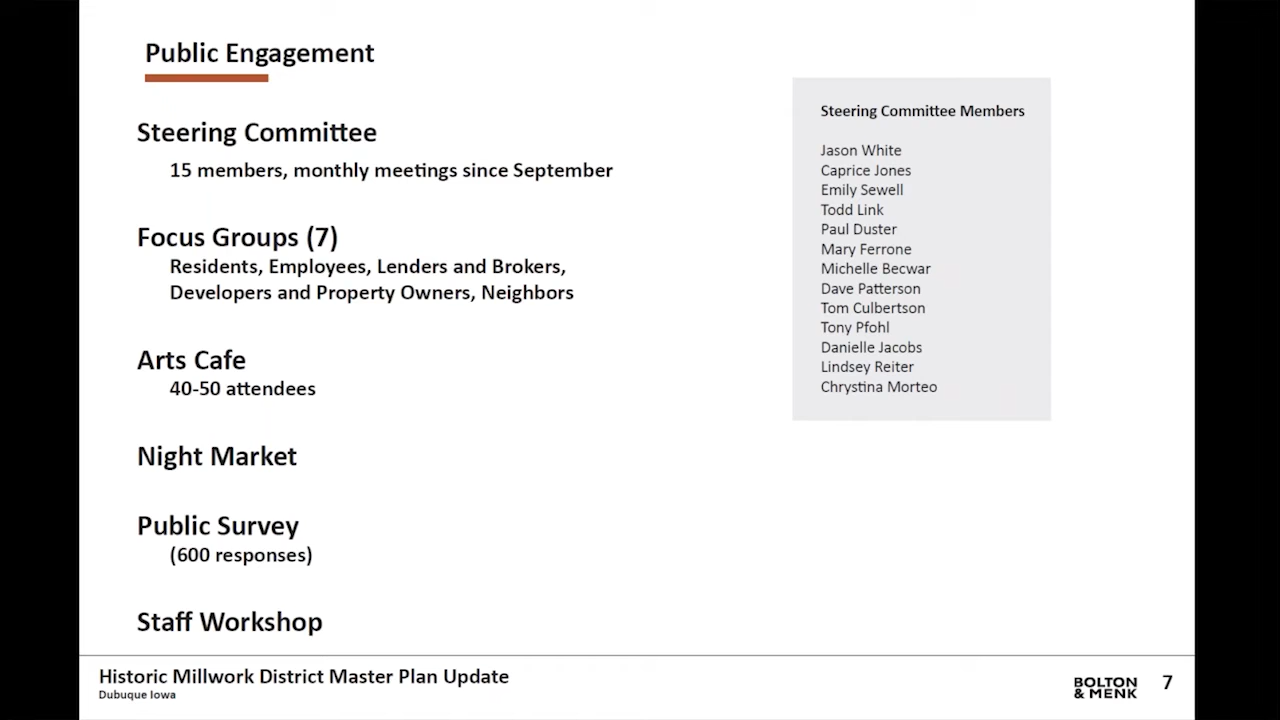 Public Engagement
Steering Committee
15 members, monthly meetings since September
Focus Groups (7)
Residents, Employees, Lenders and Brokers,
Developers and Property Owners, Neighbors
Arts Cafe
40-50 attendees
Night Market
Public Survey
(600 responses)
Staff Workshop
Steering Committee Members
Jason White
Caprice Jones
Emily Sewell
Todd Link
Paul Duster
Mary Ferrone
Michelle Becwar
Dave Patterson
Tom Culbertson
Tony Pfohl
Danielle Jacobs
Lindsey Reiter
Chrystina Morteo
Historic Millwork District Master Plan Update
Dubuque Iowa
BOLTON
& MENK
7